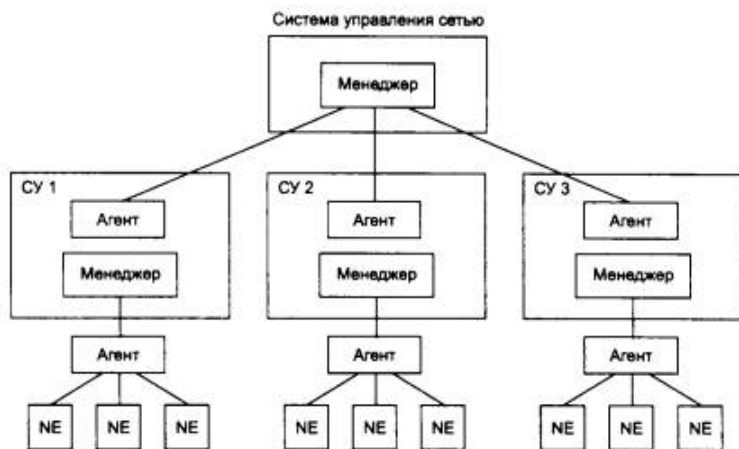 Система управления сетью
Менеджер
СУ 1
СУ 2
СУ 3
Агент
Агент
Агент
Менеджер
Менеджер
Менеджер
Агент
Агент
Агент
NE
NE
NE
NE
NE
NE
NE
NE
NE